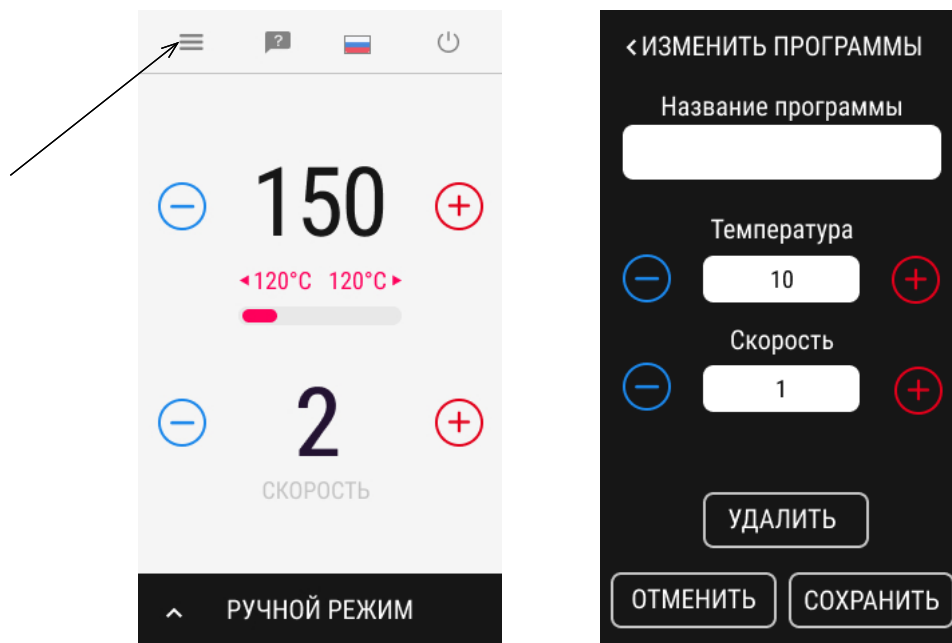 ?
150
◂120°C 120°C▸
2
СКОРОСТЬ
РУЧНОЙ РЕЖИМ
<ИЗМЕНИТЬ ПРОГРАММЫ
Название программы
Температура
10
Скорость
1
УДАЛИТЬ
ОТМЕНИТЬ СОХРАНИТЬ